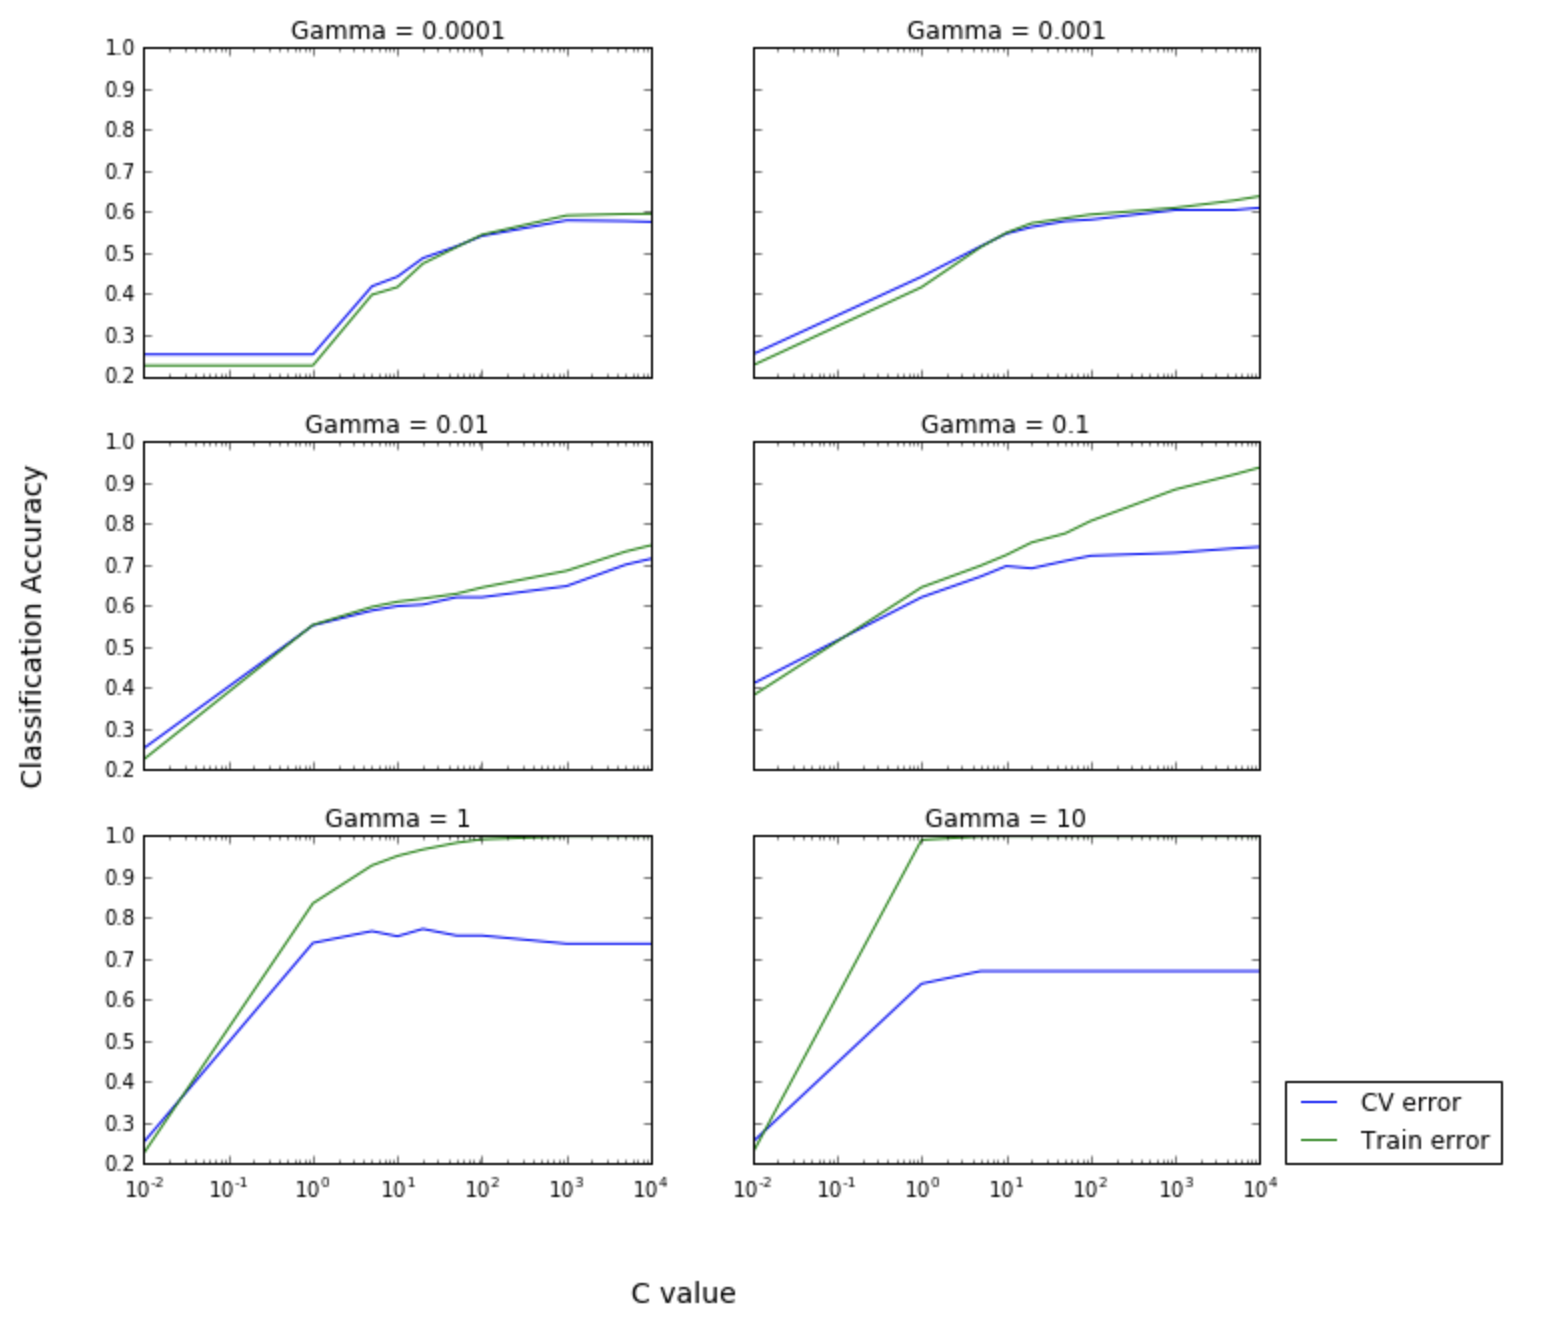 Gamma = 0.0001
Gamma = 0.001
1.0
0.9
0.8
0.7
0.6
0.5
0.4
0.3
0.2
Gamma = 0.01
Gamma = 0.1
1.0
0.9
0.8
0.7
0.6
0.5
0.4
0.3
0.2
Classification Accuracy
Gamma = 1
Gamma = 10
1.0
0.9
0.8
0.7
0.6
0.5
0.4
0.3
0.2
10⁻² 10⁻¹ 10⁰ 10¹ 10² 10³ 10⁴
10⁻² 10⁻¹ 10⁰ 10¹ 10² 10³ 10⁴
CV error
Train error
C value